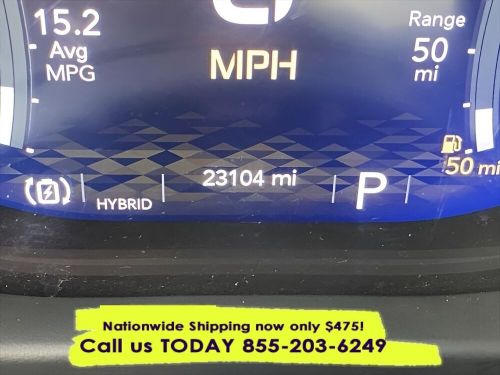 15.2
Avg
MPG
MPH
Range
50
mi
50 mi
HYBRID
23104 mi
P
Nationwide Shipping now only $475!
Call us TODAY 855-203-6249